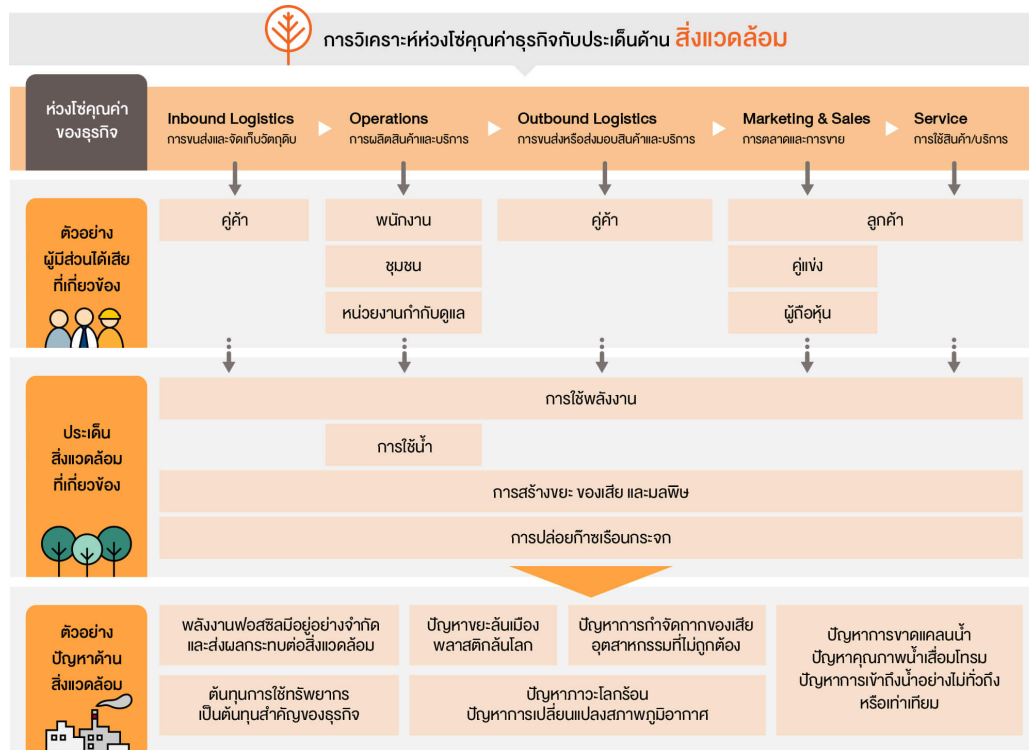 การวิเคราะห์ห่วงโซ่คุณค่าธุรกิจกับประเด็นด้าน สิ่งแวดล้อม
ห่วงโซ่คุณค่า
ของธุรกิจ
Inbound Logistics
การขนส่งและจัดเก็บวัตถุดิบ
Operations
การผลิตสินค้าและบริการ
Outbound Logistics
การขนส่งหรือส่งมอบสินค้าและบริการ
Marketing & Sales
การตลาดและการขาย
Service
การใช้สินค้า/บริการ
ตัวอย่าง
ผู้มีส่วนได้เสีย
ที่เกี่ยวข้อง
คู่ค้า
พนักงาน
คู่ค้า
ลูกค้า
ชุมชน
คู่แข่ง
หน่วยงานกำกับดูแล
ผู้ถือหุ้น
ประเด็น
สิ่งแวดล้อม
ที่เกี่ยวข้อง
การใช้พลังงาน
การใช้น้ำ
การสร้างขยะ ของเสีย และมลพิษ
การปล่อยก๊าซเรือนกระจก
ตัวอย่าง
ปัญหาด้าน
สิ่งแวดล้อม
พลังงานฟอสซิลมีอยู่อย่างจำกัด
และส่งผลกระทบต่อสิ่งแวดล้อม
ปัญหาขยะล้นเมือง
พลาสติกล้นโลก
ปัญหาการกำจัดกากของเสีย
อุตสาหกรรมที่ไม่ถูกต้อง
ปัญหาการขาดแคลนน้ำ
ปัญหาคุณภาพน้ำเสื่อมโทรม
ปัญหาการเข้าถึงน้ำอย่างไม่ทั่วถึง
หรือเท่าเทียม
ต้นทุนการใช้ทรัพยากร
เป็นต้นทุนสำคัญของธุรกิจ
ปัญหาภาวะโลกร้อน
ปัญหาการเปลี่ยนแปลงสภาพภูมิอากาศ